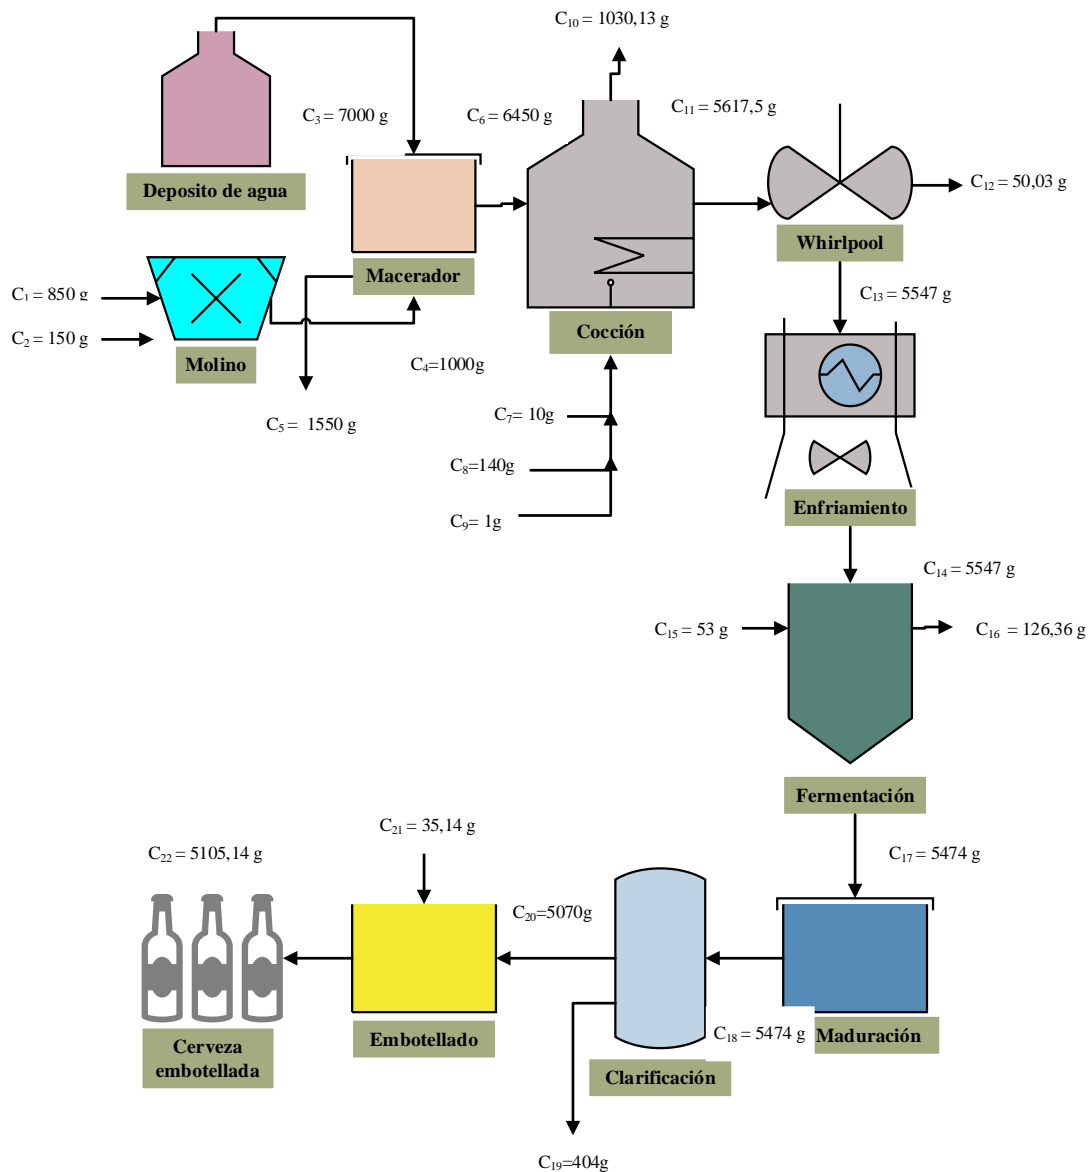 C₁₀ = 1030,13 g
C₃ = 7000 g
C₆ = 6450 g
C₁₁ = 5617,5 g
Deposito de agua
C₁₂ = 50,03 g
Whirlpool
Macerador
C₁ = 850 g
C₂ = 150 g
Molino
C₁₃ = 5547 g
Cocción
C₄=1000g
C₅ = 1550 g
C₇= 10g
C₈=140g
C₉= 1g
Enfriamiento
C₁₄ = 5547 g
C₁₅ = 53 g
C₁₆ = 126,36 g
Fermentación
C₂₁ = 35,14 g
C₂₂ = 5105,14 g
C₁₇ = 5474 g
C₂₀=5070g
C₁₈ = 5474 g
Maduración
Embotellado
Cerveza
embotellada
Clarificación
C₁₉=404g